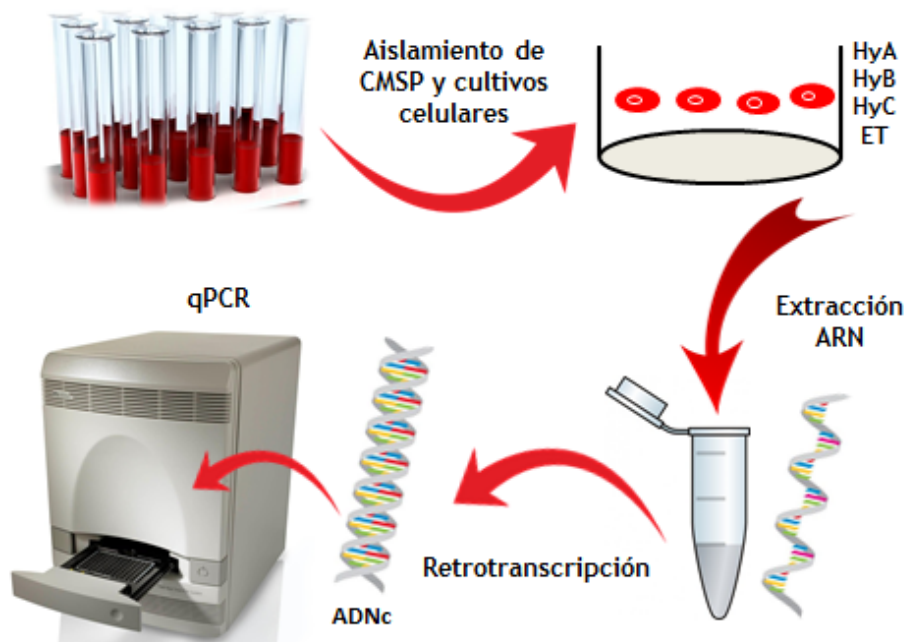 Aislamiento de
CMSP y cultivos
celulares
HyA
HyB
HyC
ET
Extracción
ARN
Retrotranscripción
ADNc
qPCR